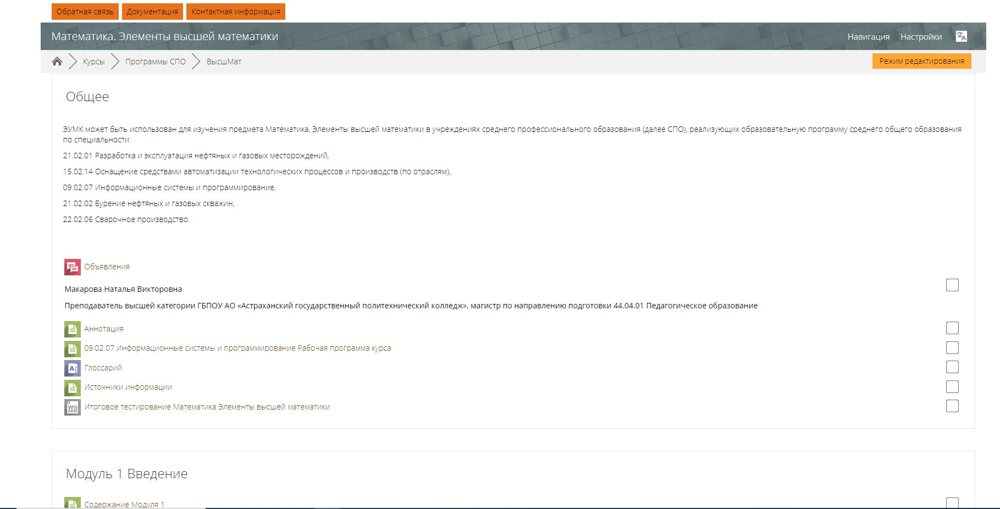 Обратная связь Документация Контактная информация
Математика. Элементы высшей математики Навигация Настройки
Курсы Программы СПО ВысшМат Режим редактирования
Общее
ЭУМК может быть использован для изучения предмета Математика, Элементы высшей математики в учреждениях среднего профессионального образования (далее СПО), реализующих образовательную программу среднего общего образования
по специальности
21.02.01 Разработка и эксплуатация нефтяных и газовых месторождений,
15.02.14 Оснащение средствами автоматизации технологических процессов и производств (по отраслям),
09.02.07 Информационные системы и программирование,
21.02.02 Бурение нефтяных и газовых скважин,
22.02.06 Сварочное производство.
Объявления
Макарова Наталья Викторовна
Преподаватель высшей категории ГБПОУ АО «Астраханский государственный политехнический колледж», магистр по направлению подготовки 44.04.01 Педагогическое образование
Аннотация
09.02.07 Информационные системы и программирование Рабочая программа курса
Глоссарий
Источники информации
Итоговое тестирование Математика Элементы высшей математики
Модуль 1 Введение
Содержание Модуля 1